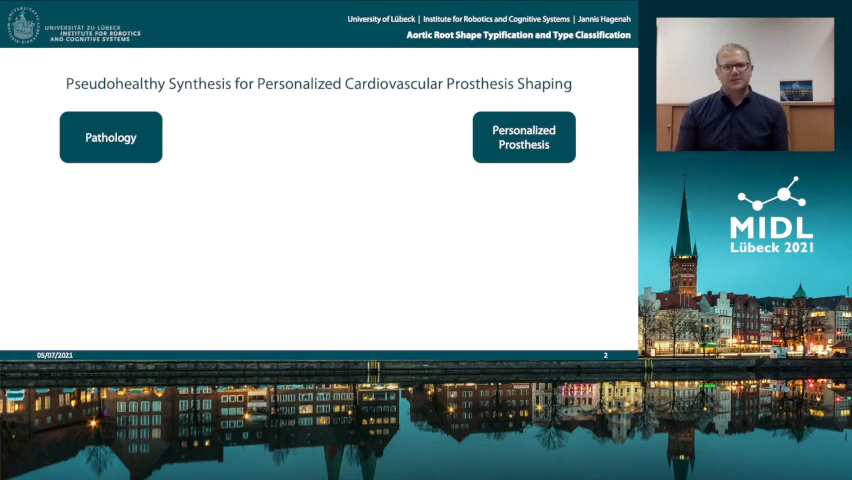 UNIVERSITÄT ZU LÜBECK
INSTITUTE FOR ROBOTICS
AND COGNITIVE SYSTEMS
University of Lübeck | Institute for Robotics and Cognitive Systems | Jannis Hagenah
Aortic Root Shape Typification and Type Classification
Pseudohealthy Synthesis for Personalized Cardiovascular Prosthesis Shaping
Pathology
Personalized
Prosthesis
MIDL
Lübeck 2021
05/07/2021
2